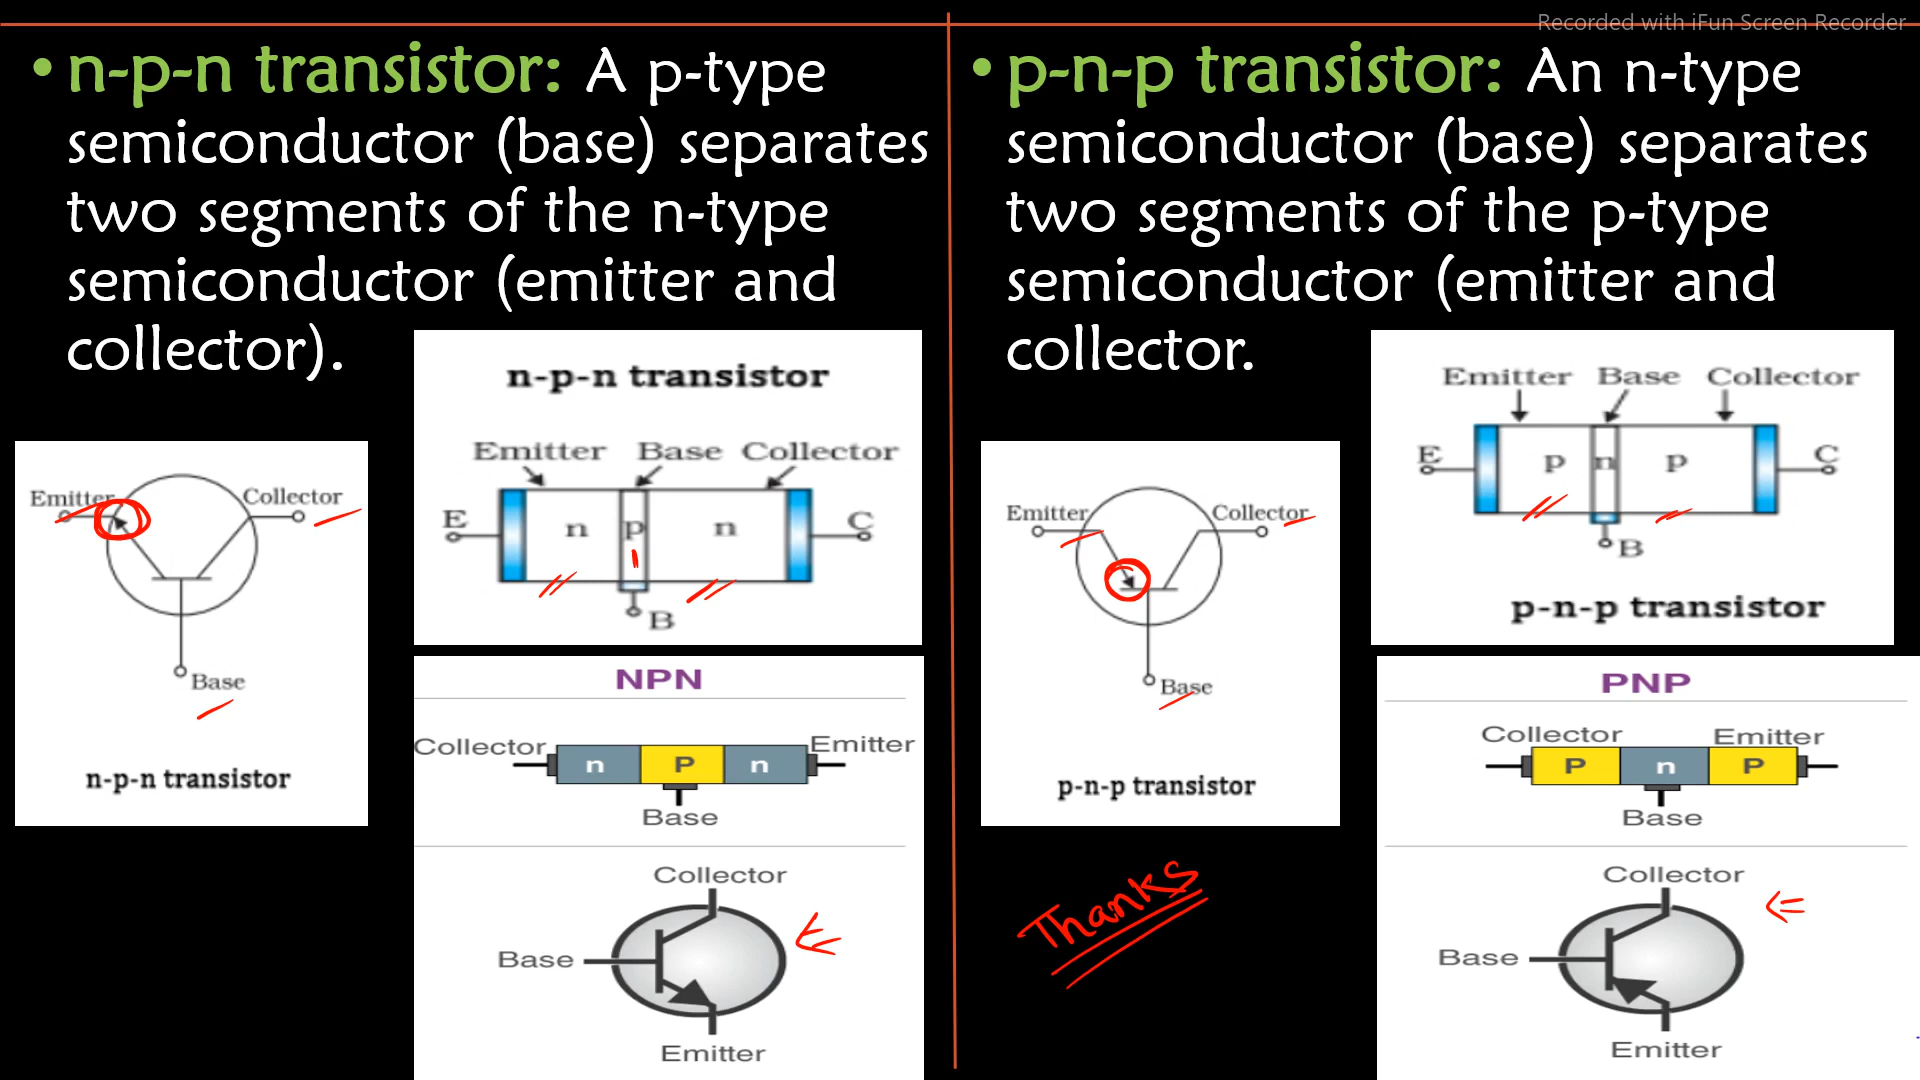 Recorded with iFun Screen Recorder
• n-p-n transistor: A p-type
semiconductor (base) separates
two segments of the n-type
semiconductor (emitter and
collector).
n-p-n transistor
Emitter Base Collector
E n p n C
B
Emitter Collector
Base
n-p-n transistor
NPN
Collector Emitter
n P n
Base
Collector
Base
Emitter
• p-n-p transistor: An n-type
semiconductor (base) separates
two segments of the p-type
semiconductor (emitter and
collector.
Emitter Base Collector
E p n p C
B
p-n-p transistor
Emitter Collector
Base
p-n-p transistor
Thanks
PNP
Collector Emitter
P n P
Base
Collector
Base
Emitter